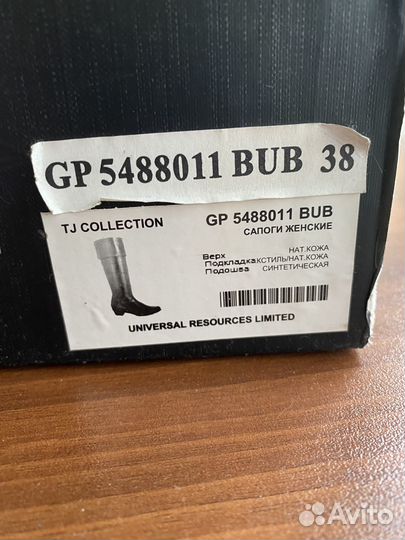 GP 5488011 BUB 38
TJ COLLECTION
GP 5488011 BUB
САПОГИ ЖЕНСКИЕ
Верх НАТ.КОЖА
Подкладка КСТИЛЬ/НАТ.КОЖА
Подошва СИНТЕТИЧЕСКАЯ
UNIVERSAL RESOURCES LIMITED
Avito